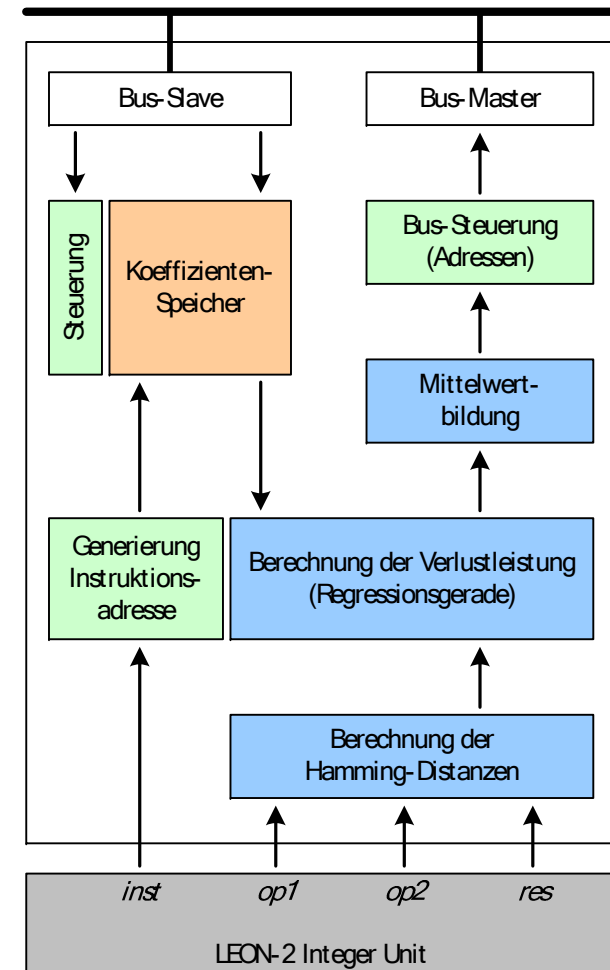 Bus-Slave
Bus-Master
Steuerung
Koeffizienten-
Speicher
Bus-Steuerung
(Adressen)
Mittelwert-
bildung
Generierung
Instruktions-
adresse
Berechnung der Verlustleistung
(Regressionsgerade)
Berechnung der
Hamming-Distanzen
inst
op1
op2
res
LEON-2 Integer Unit